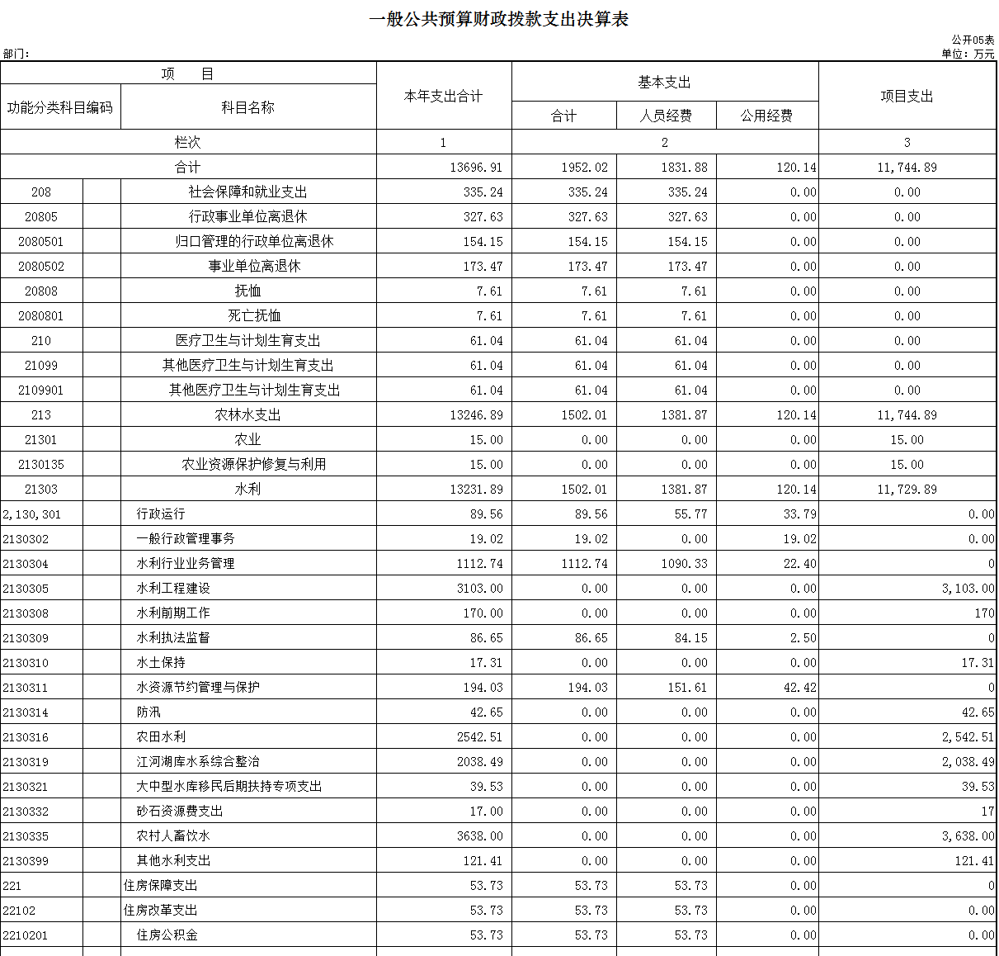 一般公共预算财政拨款支出决算表
公开05表
部门： 单位：万元
项 目 本年支出合计 基本支出 项目支出
功能分类科目编码 科目名称 合计 人员经费 公用经费
栏次 1 2 3
合计 13696.91 1952.02 1831.88 120.14 11,744.89
208 社会保障和就业支出 335.24 335.24 335.24 0.00 0.00
20805 行政事业单位离退休 327.63 327.63 327.63 0.00 0.00
2080501 归口管理的行政单位离退休 154.15 154.15 154.15 0.00 0.00
2080502 事业单位离退休 173.47 173.47 173.47 0.00 0.00
20808 抚恤 7.61 7.61 7.61 0.00 0.00
2080801 死亡抚恤 7.61 7.61 7.61 0.00 0.00
210 医疗卫生与计划生育支出 61.04 61.04 61.04 0.00 0.00
21099 其他医疗卫生与计划生育支出 61.04 61.04 61.04 0.00 0.00
2109901 其他医疗卫生与计划生育支出 61.04 61.04 61.04 0.00 0.00
213 农林水支出 13246.89 1502.01 1381.87 120.14 11,744.89
21301 农业 15.00 0.00 0.00 0.00 15.00
2130135 农业资源保护修复与利用 15.00 0.00 0.00 0.00 15.00
21303 水利 13231.89 1502.01 1381.87 120.14 11,729.89
2,130,301 行政运行 89.56 89.56 55.77 33.79 0.00
2130302 一般行政管理事务 19.02 19.02 0.00 19.02 0.00
2130304 水利行业业务管理 1112.74 1112.74 1090.33 22.40 0
2130305 水利工程建设 3103.00 0.00 0.00 0.00 3,103.00
2130308 水利前期工作 170.00 0.00 0.00 0.00 170
2130309 水利执法监督 86.65 86.65 84.15 2.50 0
2130310 水土保持 17.31 0.00 0.00 0.00 17.31
2130311 水资源节约管理与保护 194.03 194.03 151.61 42.42 0
2130314 防汛 42.65 0.00 0.00 0.00 42.65
2130316 农田水利 2542.51 0.00 0.00 0.00 2,542.51
2130319 江河湖库水系综合整治 2038.49 0.00 0.00 0.00 2,038.49
2130321 大中型水库移民后期扶持专项支出 39.53 0.00 0.00 0.00 39.53
2130332 砂石资源费支出 17.00 0.00 0.00 0.00 17
2130335 农村人畜饮水 3638.00 0.00 0.00 0.00 3,638.00
2130399 其他水利支出 121.41 0.00 0.00 0.00 121.41
221 住房保障支出 53.73 53.73 53.73 0.00 0
22102 住房改革支出 53.73 53.73 53.73 0.00 0.00
2210201 住房公积金 53.73 53.73 53.73 0.00 0.00